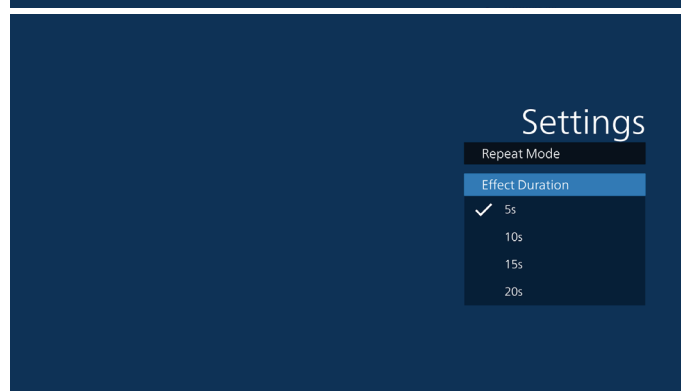 Settings
Repeat Mode
Effect Duration
5s
10s
15s
20s